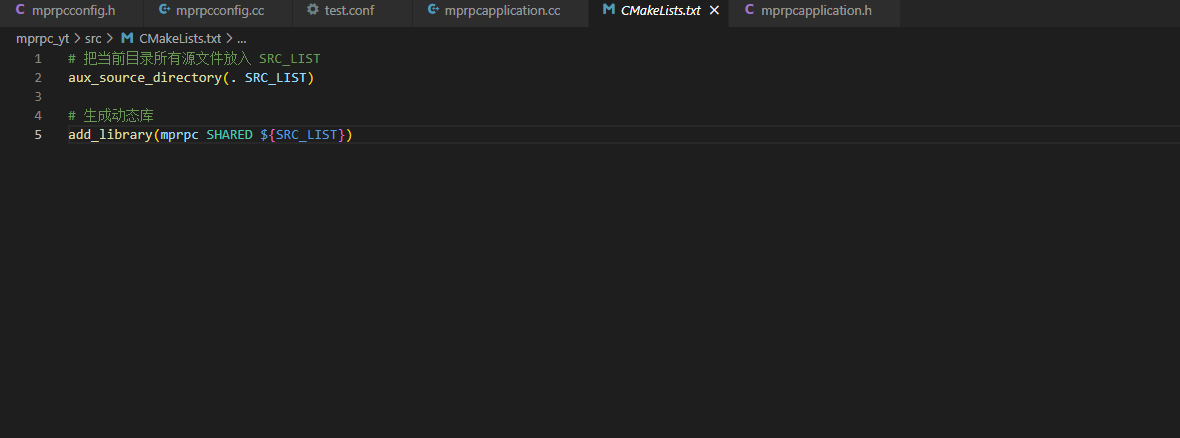 mprpcconfig.h mprpcconfig.cc test.conf mprpcapplication.cc CMakeLists.txt mprpcapplication.h
mprpc_yt > src > CMakeLists.txt > ...
1 # 把当前目录所有源文件放入 SRC_LIST
2 aux_source_directory(. SRC_LIST)
3
4 # 生成动态库
5 add_library(mprpc SHARED ${SRC_LIST})